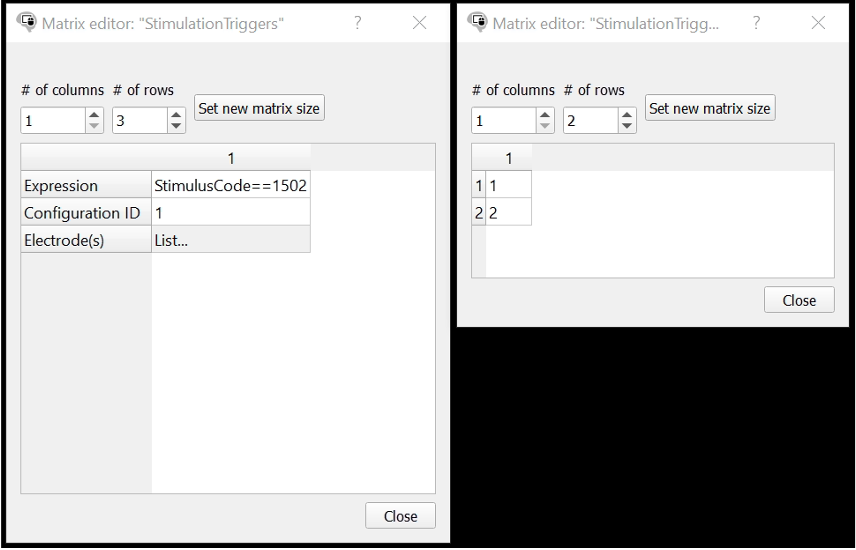 Matrix editor: "StimulationTriggers" ?
# of columns # of rows
1 3 Set new matrix size
1
Expression StimulusCode==1502
Configuration ID 1
Electrode(s) List...
Close
Matrix editor: "StimulationTrigg... ?
# of columns # of rows
1 2 Set new matrix size
1
1 1
2 2
Close